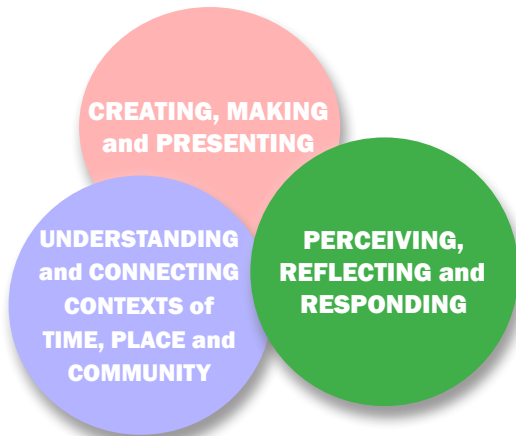 CREATING, MAKING
and PRESENTING
UNDERSTANDING
and CONNECTING
CONTEXTS of
TIME, PLACE and
COMMUNITY
PERCEIVING,
REFLECTING and
RESPONDING